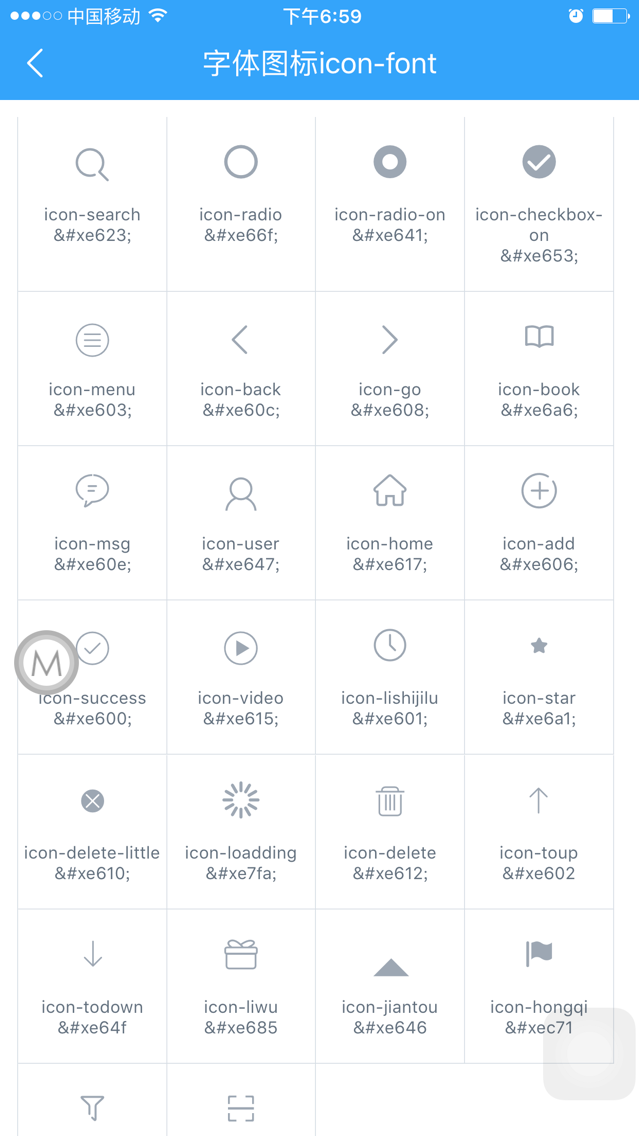 中国移动
下午6:59
字体图标icon-font
icon-search
&#xe623;
icon-radio
&#xe66f;
icon-radio-on
&#xe641;
icon-checkbox-
on
&#xe653;
icon-menu
&#xe603;
icon-back
&#xe60c;
icon-go
&#xe608;
icon-book
&#xe6a6;
icon-msg
&#xe60e;
icon-user
&#xe647;
icon-home
&#xe617;
icon-add
&#xe606;
M
icon-success
&#xe600;
icon-video
&#xe615;
icon-lishijilu
&#xe601;
icon-star
&#xe6a1;
icon-delete-little
&#xe610;
icon-loadding
&#xe7fa;
icon-delete
&#xe612;
icon-toup
&#xe602
icon-todown
&#xe64f
icon-liwu
&#xe685
icon-jiantou
&#xe646
icon-hongqi
&#xec71